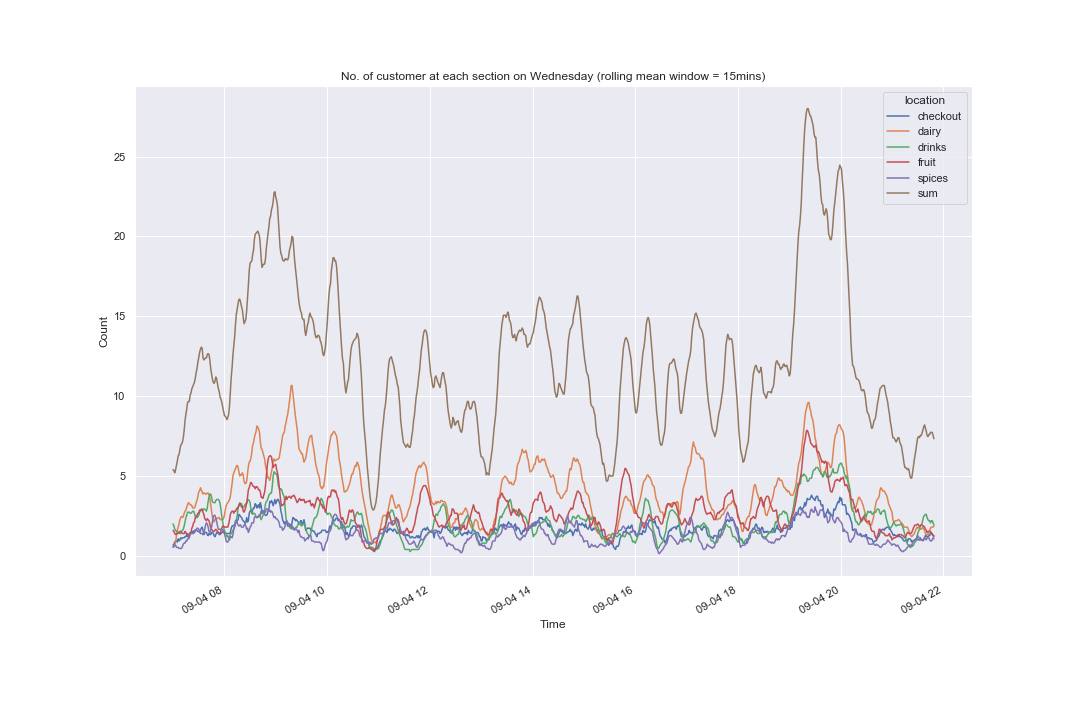 No. of customer at each section on Wednesday (rolling mean window = 15mins)
location
checkout
dairy
drinks
fruit
spices
sum
Count
25
20
15
10
5
0
09-04 08
09-04 10
09-04 12
09-04 14
09-04 16
09-04 18
09-04 20
09-04 22
Time